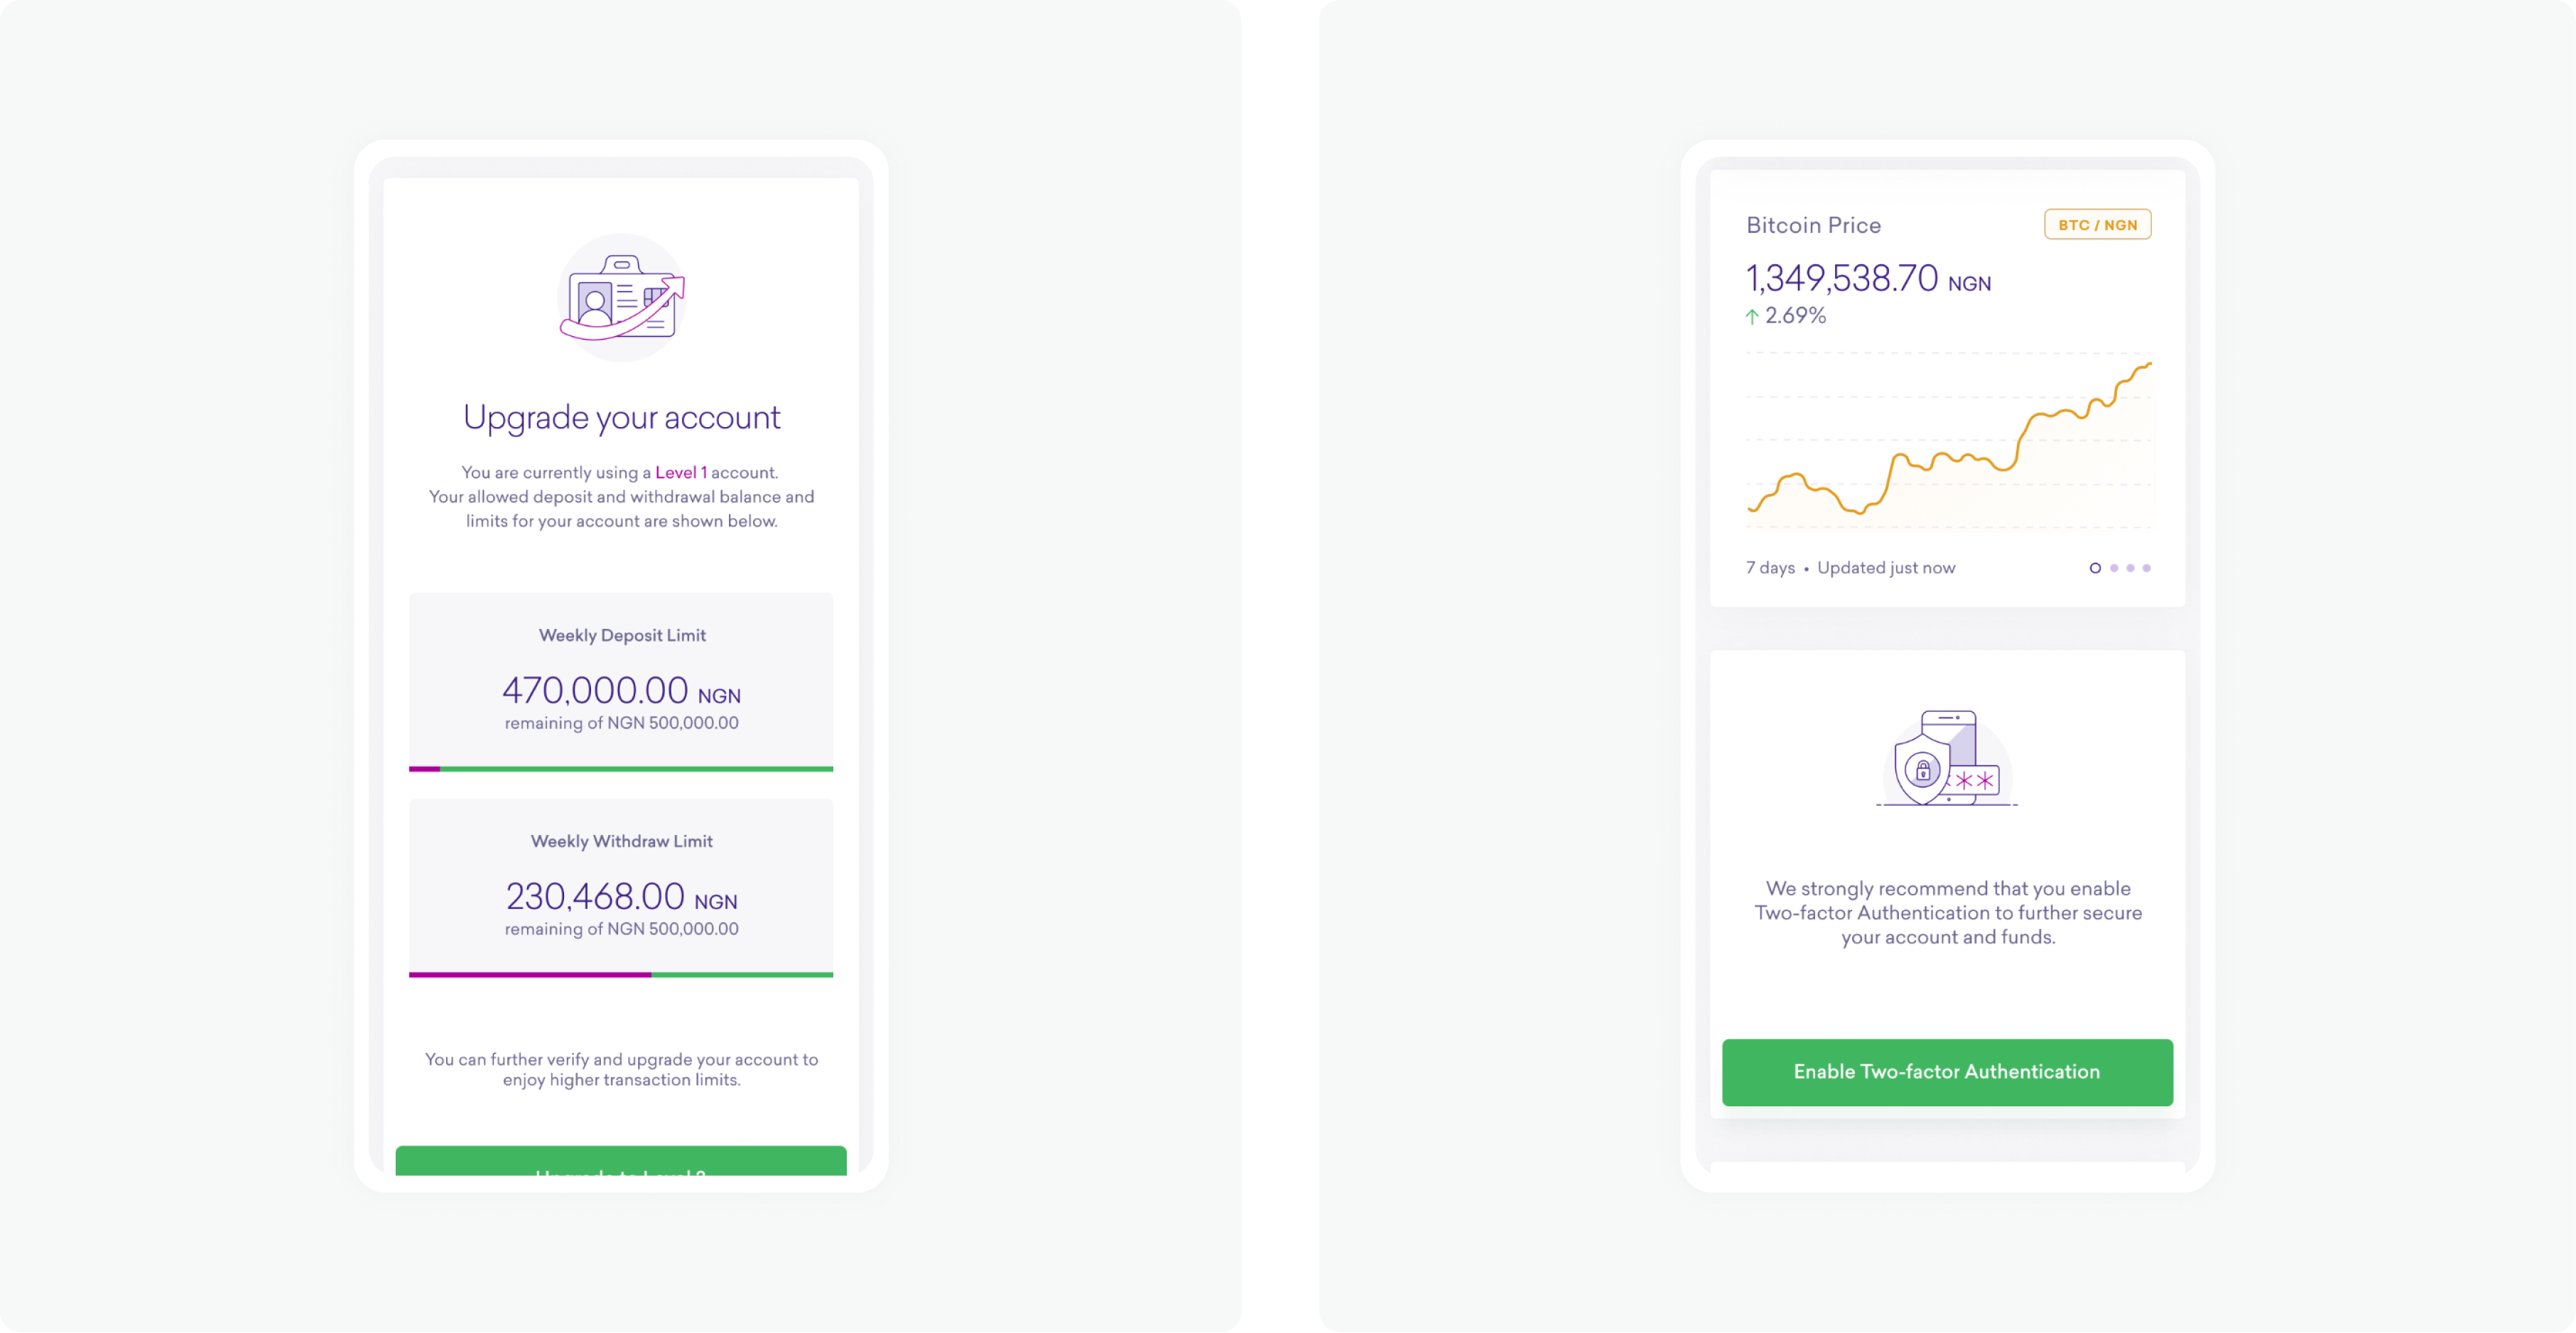 Upgrade your account
You are currently using a Level 1 account.
Your allowed deposit and withdrawal balance and
limits for your account are shown below.
Weekly Deposit Limit
470,000.00 NGN
remaining of NGN 500,000.00
Weekly Withdraw Limit
230,468.00 NGN
remaining of NGN 500,000.00
You can further verify and upgrade your account to
enjoy higher transaction limits.
Upgrade to Level
Bitcoin Price
BTC / NGN
1,349,538.70 NGN
↑ 2.69%
7 days • Updated just now
**
We strongly recommend that you enable
Two-factor Authentication to further secure
your account and funds.
Enable Two-factor Authentication